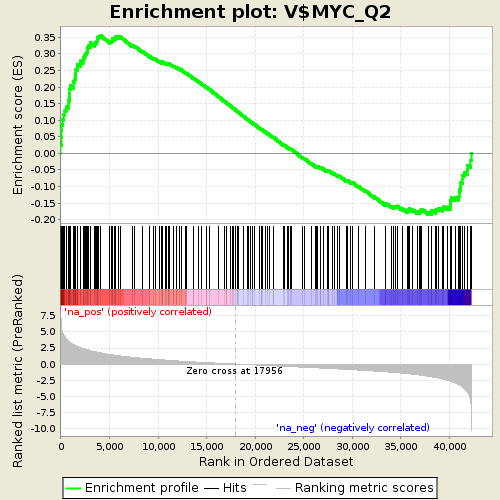 Enrichment plot: V$MYC_Q2
Enrichment score (ES)
0.35
0.30
0.25
0.20
0.15
0.10
0.05
0.00
-0.05
-0.10
-0.15
-0.20
'na_pos' (positively correlated)
Ranked list metric (PreRanked)
7.5
5.0
2.5
0.0
-2.5
-5.0
-7.5
-10.0
Zero cross at 17956
'na_neg' (negatively correlated)
0
5,000
10,000
15,000
20,000
25,000
30,000
35,000
40,000
Rank in Ordered Dataset
Enrichment profile
Hits
Ranking metric scores